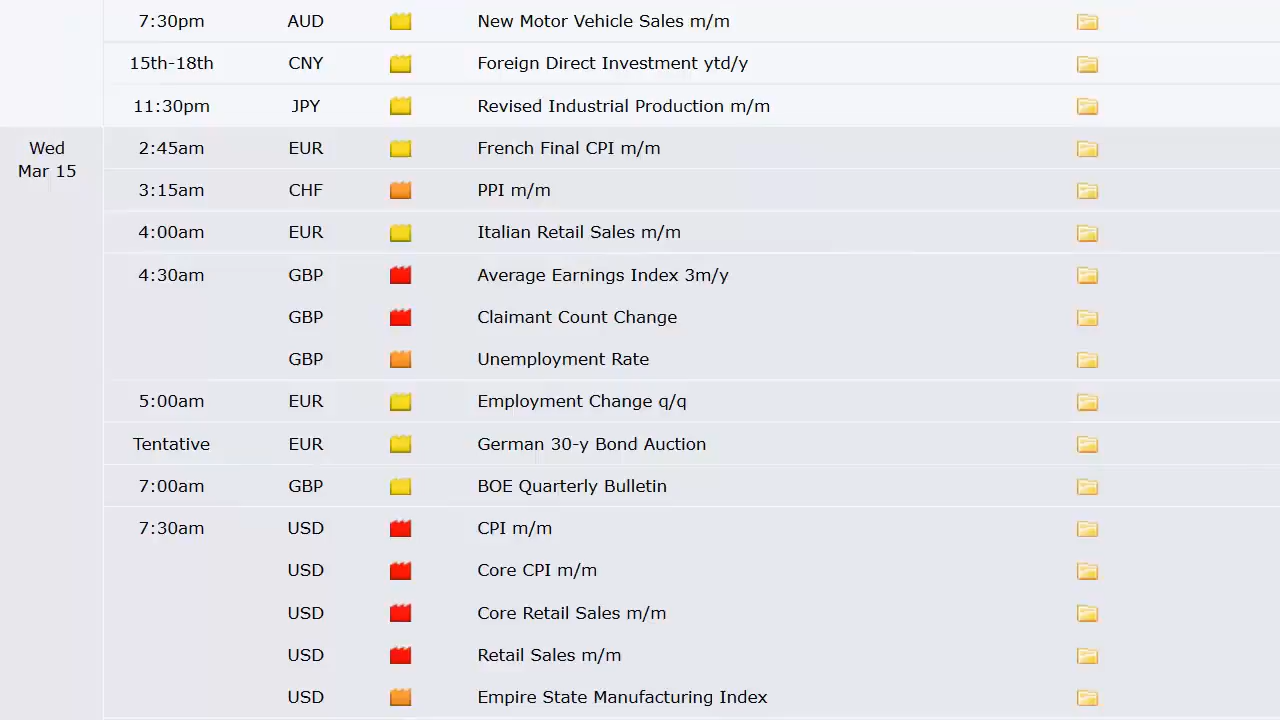 7:30pm AUD New Motor Vehicle Sales m/m
15th-18th CNY Foreign Direct Investment ytd/y
11:30pm JPY Revised Industrial Production m/m
Wed
Mar 15
2:45am EUR French Final CPI m/m
3:15am CHF PPI m/m
4:00am EUR Italian Retail Sales m/m
4:30am GBP Average Earnings Index 3m/y
GBP Claimant Count Change
GBP Unemployment Rate
5:00am EUR Employment Change q/q
Tentative EUR German 30-y Bond Auction
7:00am GBP BOE Quarterly Bulletin
7:30am USD CPI m/m
USD Core CPI m/m
USD Core Retail Sales m/m
USD Retail Sales m/m
USD Empire State Manufacturing Index